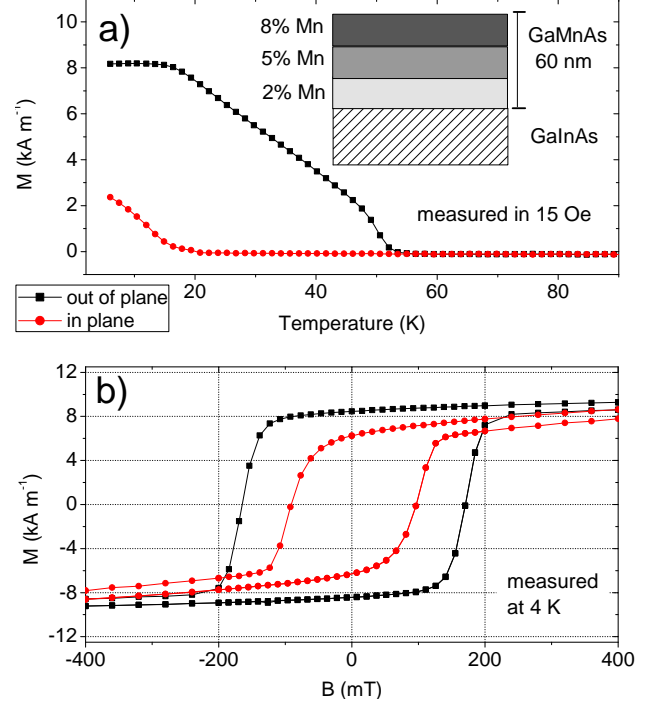 a)
8% Mn
5% Mn
2% Mn
GaMnAs
60 nm
GaInAs
measured in 15 Oe
M (kA m⁻¹)
10
8
6
4
2
0
20 40 60 80
Temperature (K)
out of plane
in plane
b)
M (kA m⁻¹)
12
8
4
0
-4
-8
-12
measured
at 4 K
-400 -200 0 200 400
B (mT)